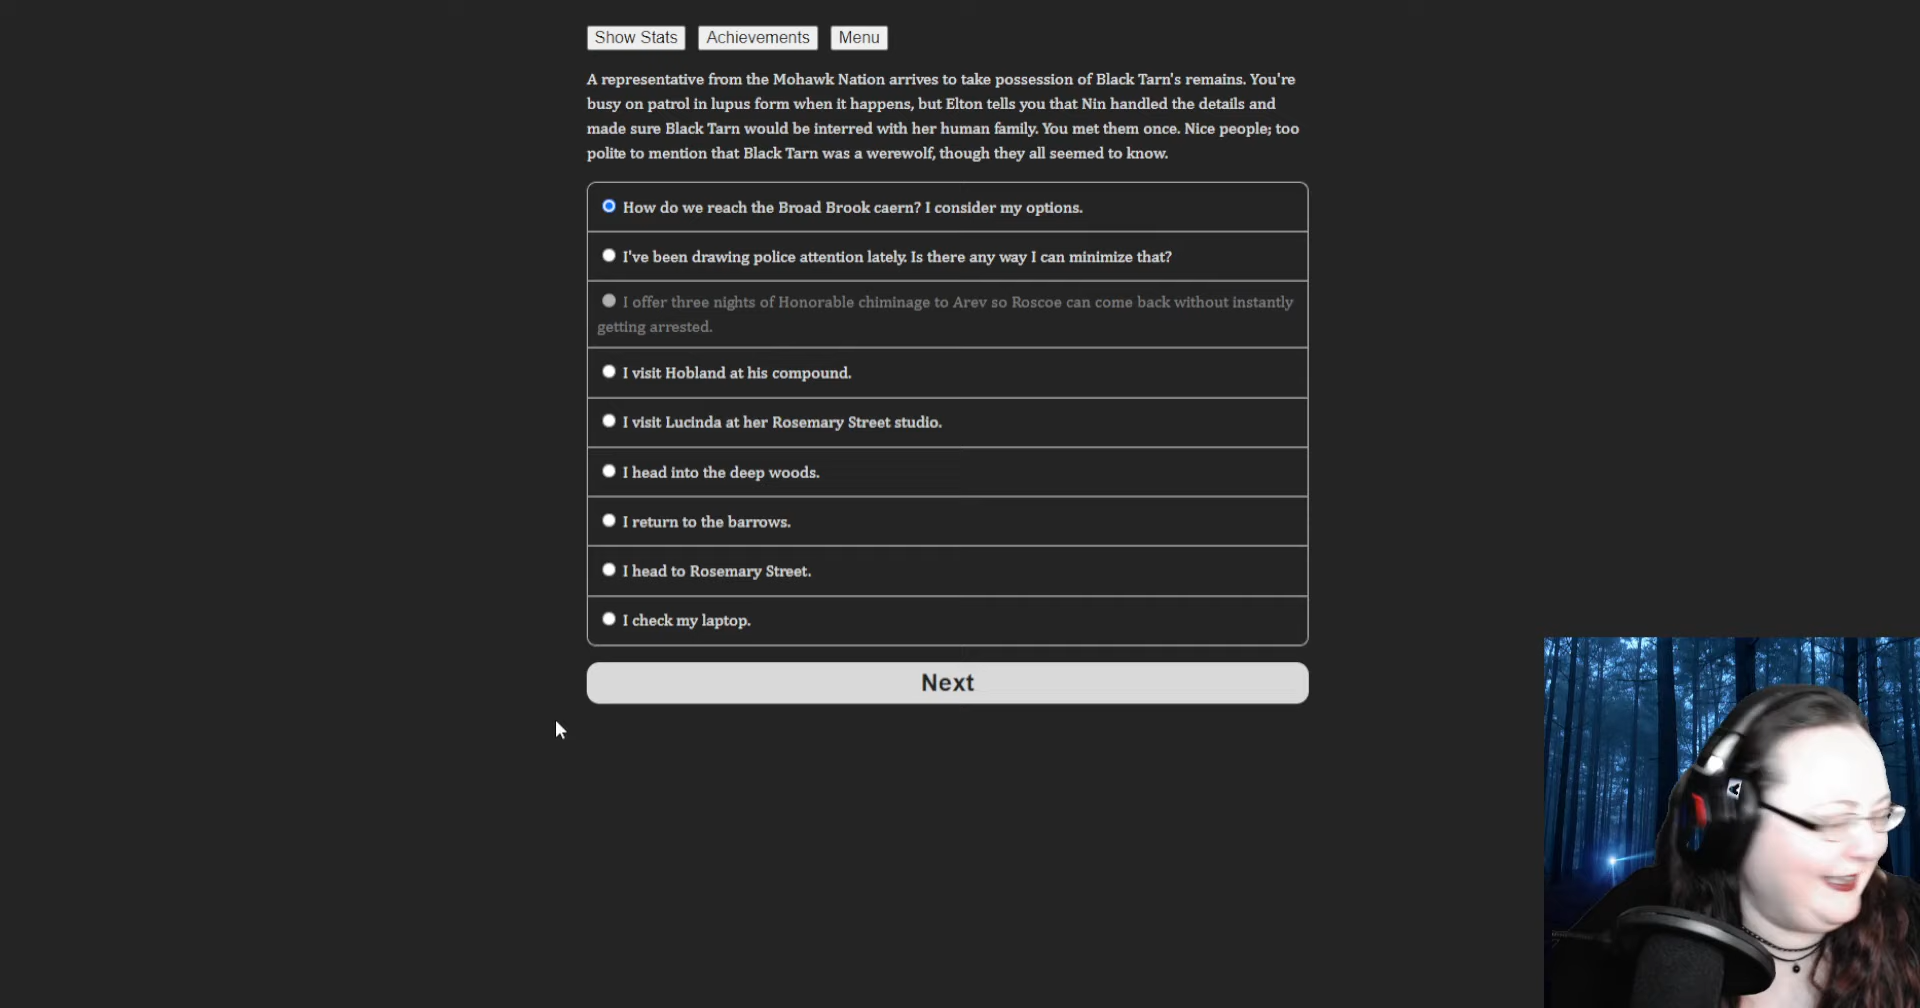 Show Stats
Achievements
Menu
A representative from the Mohawk Nation arrives to take possession of Black Tarn's remains. You're
busy on patrol in lupus form when it happens, but Elton tells you that Nin handled the details and
made sure Black Tarn would be interred with her human family. You met them once. Nice people; too
polite to mention that Black Tarn was a werewolf, though they all seemed to know.
How do we reach the Broad Brook caern? I consider my options.
I've been drawing police attention lately. Is there any way I can minimize that?
I offer three nights of Honorable chiminage to Arev so Roscoe can come back without instantly
getting arrested.
I visit Hobland at his compound.
I visit Lucinda at her Rosemary Street studio.
I head into the deep woods.
I return to the barrows.
I head to Rosemary Street.
I check my laptop.
Next